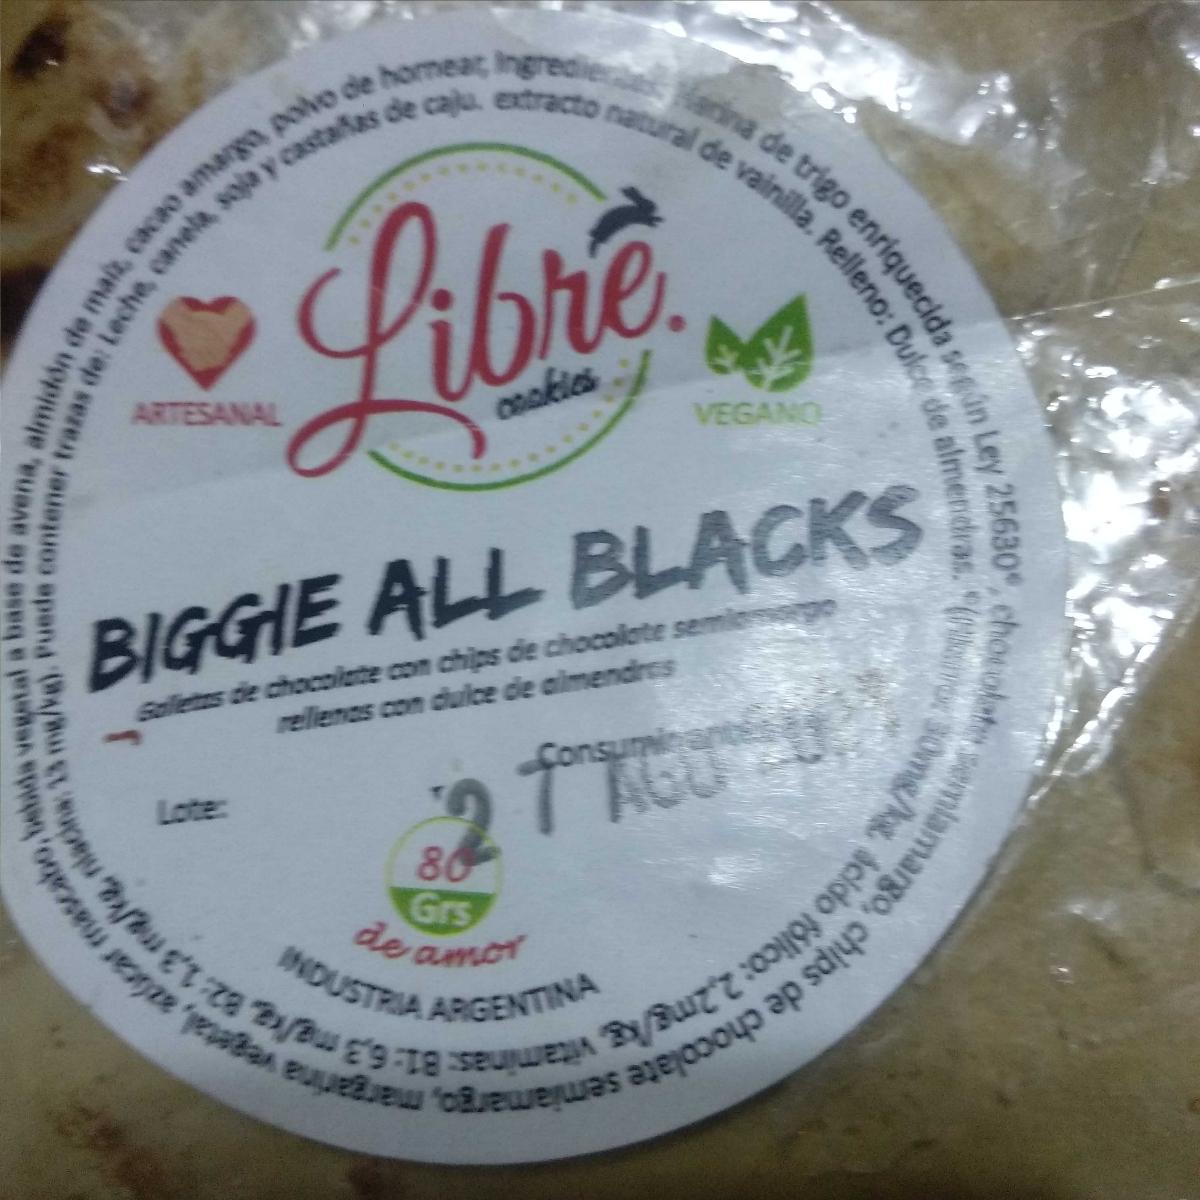 Ingredientes: Harina de trigo enriquecida según Ley 25630*, chocolate semiamargo, chips de chocolate semiamargo, margarina vegetal, azúcar mascabo, bebida vegetal a base de avena, almidón de maíz, cacao amargo, polvo de hornear,
extracto natural de vainilla. Relleno: Dulce de almendras. *(Hierro: 30mg/kg, ácido fólico: 2,2mg/kg, vitaminas: B1: 6,3 mg/kg, B2: 1,3 mg/kg, niacina: 13 mg/kg). Puede contener trazas de: Leche, canela, soja y castañas de caju.
Libre.
cookies
ARTESANAL
VEGANO
BIGGIE ALL BLACKS
Galletas de chocolate con chips de chocolate semiamargo
rellenas con dulce de almendras
Consumir antes
Lote:
27 AGO
80
Grs
de amor
INDUSTRIA ARGENTINA